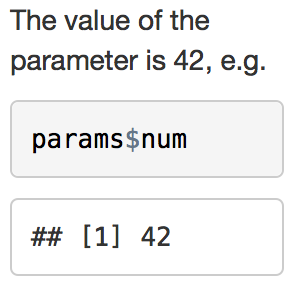 The value of the
parameter is 42, e.g.
params$num
## [1] 42